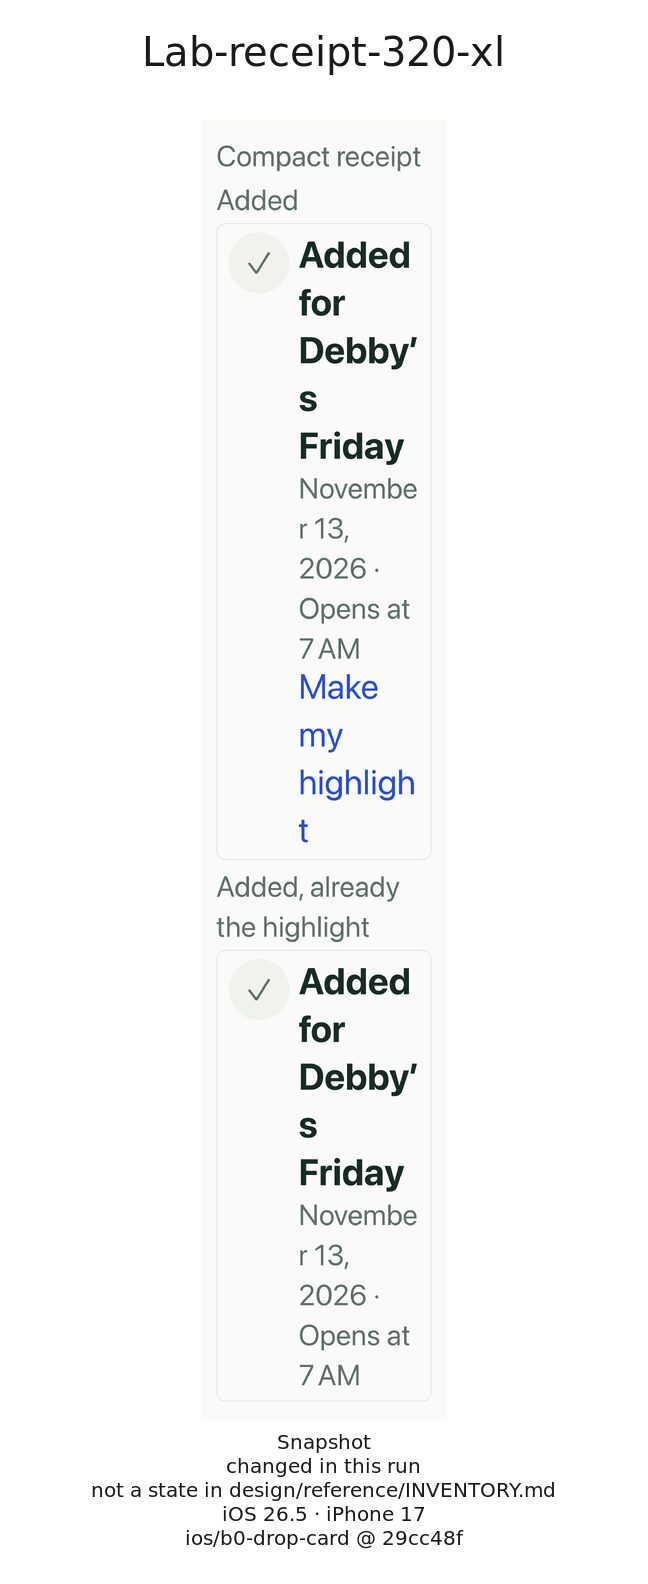 Lab-receipt-320-xl
Compact receipt
Added
Added
for
Debby’
s
Friday
Novembe
r 13,
2026 ·
Opens at
7 AM
Make
my
highligh
t
Added, already
the highlight
Added
for
Debby’
s
Friday
Novembe
r 13,
2026 ·
Opens at
7 AM
Snapshot
changed in this run
not a state in design/reference/INVENTORY.md
iOS 26.5 · iPhone 17
ios/b0-drop-card @ 29cc48f